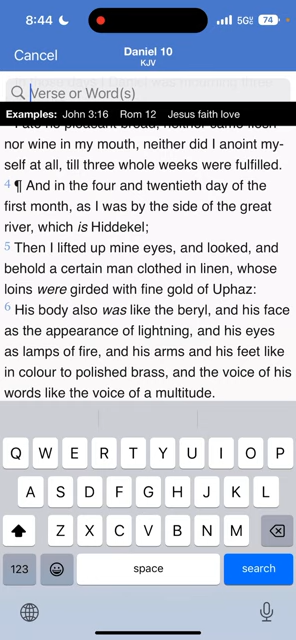 8:44
5G
74
Cancel
Daniel 10
KJV
Verse or Word(s)
Examples: John 3:16 Rom 12 Jesus faith love
nor wine in my mouth, neither did I anoint my-
self at all, till three whole weeks were fulfilled.
4 ¶ And in the four and twentieth day of the
first month, as I was by the side of the great
river, which is Hiddekel;
5 Then I lifted up mine eyes, and looked, and
behold a certain man clothed in linen, whose
loins were girded with fine gold of Uphaz:
6 His body also was like the beryl, and his face
as the appearance of lightning, and his eyes
as lamps of fire, and his arms and his feet like
in colour to polished brass, and the voice of his
words like the voice of a multitude.
Q W E R T Y U I O P
A S D F G H J K L
Z X C V B N M
123 space search